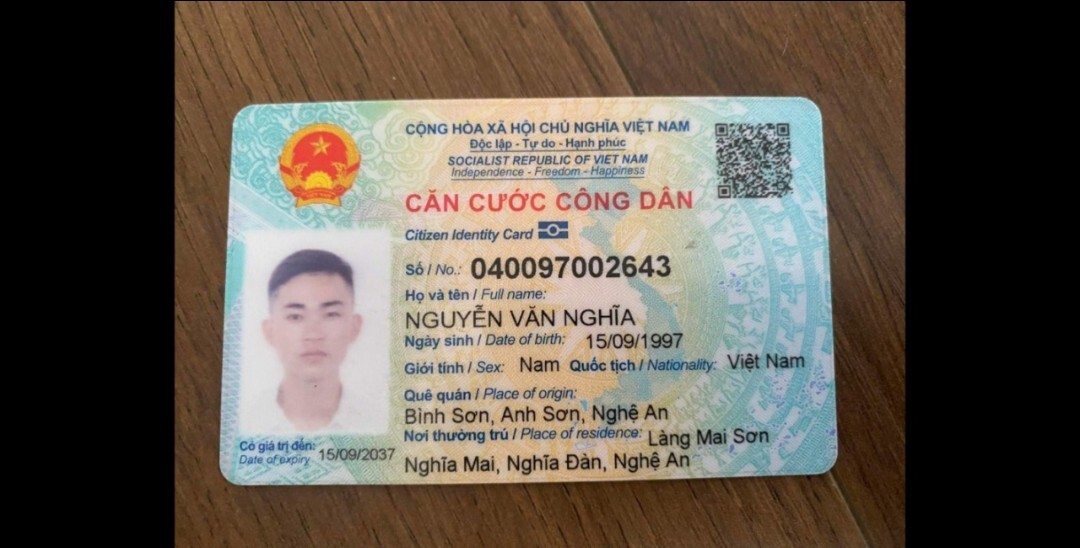 CỘNG HÒA XÃ HỘI CHỦ NGHĨA VIỆT NAM
Độc lập - Tự do - Hạnh phúc
SOCIALIST REPUBLIC OF VIET NAM
Independence - Freedom - Happiness
CĂN CƯỚC CÔNG DÂN
Citizen Identity Card
Số / No.: 040097002643
Họ và tên / Full name:
NGUYỄN VĂN NGHĨA
Ngày sinh / Date of birth: 15/09/1997
Giới tính / Sex: Nam Quốc tịch / Nationality: Việt Nam
Quê quán / Place of origin:
Bình Sơn, Anh Sơn, Nghệ An
Nơi thường trú / Place of residence: Làng Mai Sơn
Nghĩa Mai, Nghĩa Đàn, Nghệ An
Có giá trị đến: 15/09/2037
Date of expiry